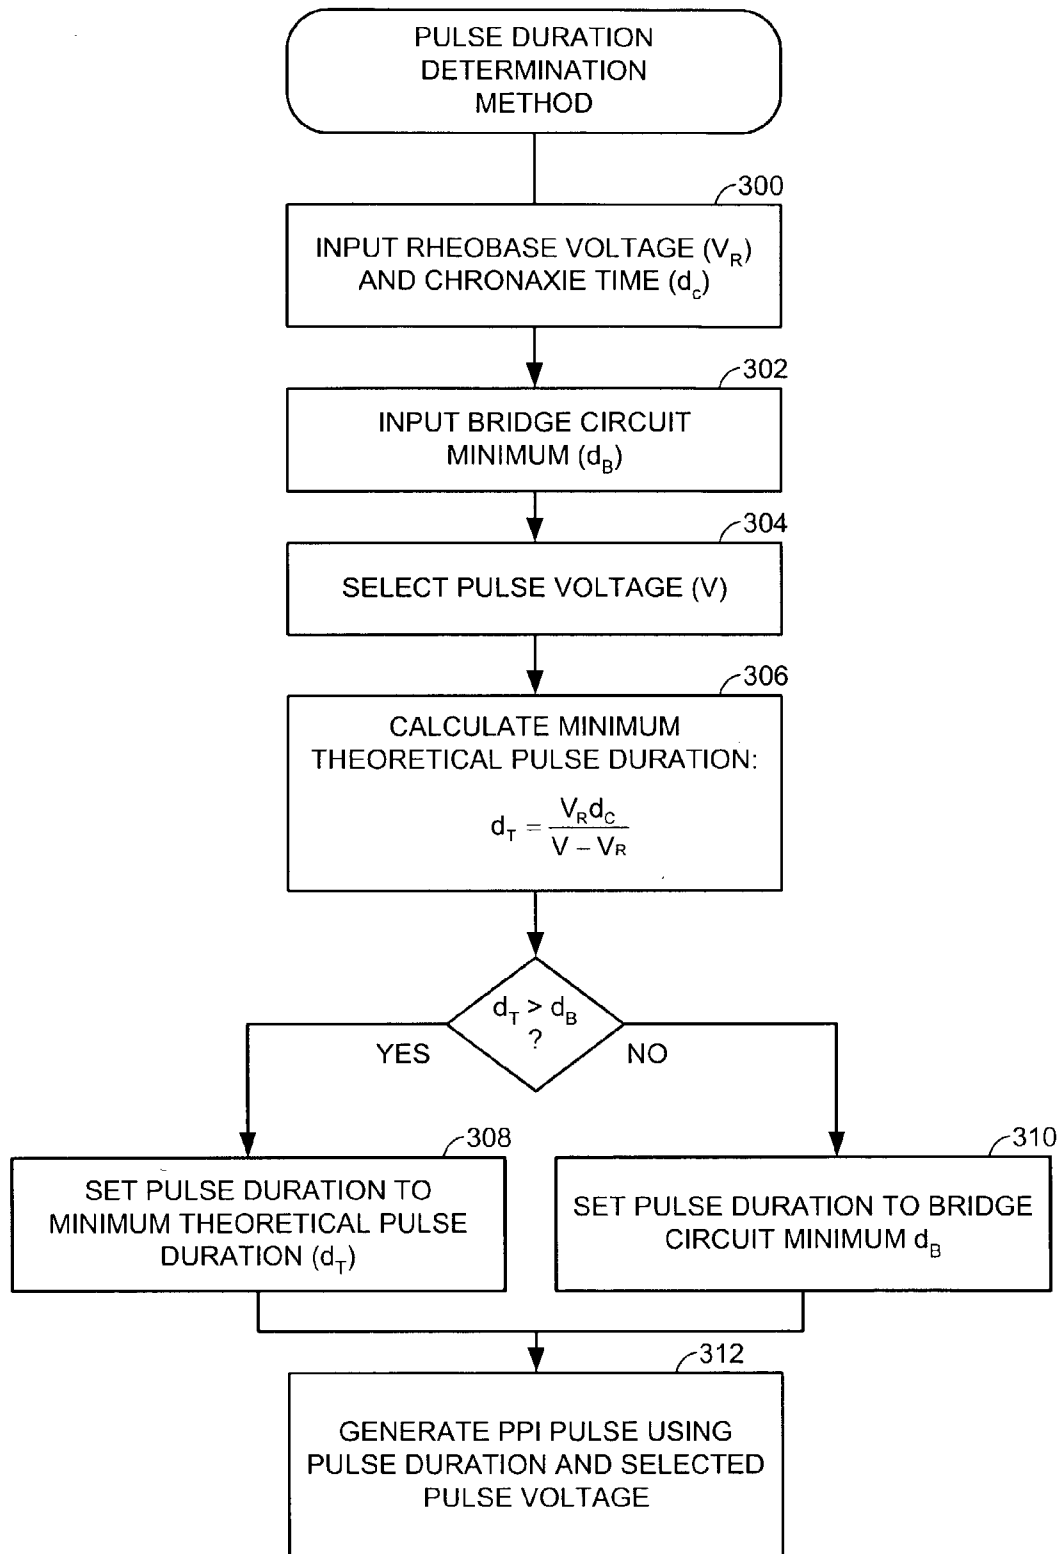 PULSE DURATION
DETERMINATION
METHOD
300
INPUT RHEOBASE VOLTAGE (V_R)
AND CHRONAXIE TIME (d_c)
302
INPUT BRIDGE CIRCUIT
MINIMUM (d_B)
304
SELECT PULSE VOLTAGE (V)
306
CALCULATE MINIMUM
THEORETICAL PULSE DURATION:
d_T = V_R d_C / (V – V_R)
d_T > d_B
?
YES
NO
308
SET PULSE DURATION TO
MINIMUM THEORETICAL PULSE
DURATION (d_T)
310
SET PULSE DURATION TO BRIDGE
CIRCUIT MINIMUM d_B
312
GENERATE PPI PULSE USING
PULSE DURATION AND SELECTED
PULSE VOLTAGE